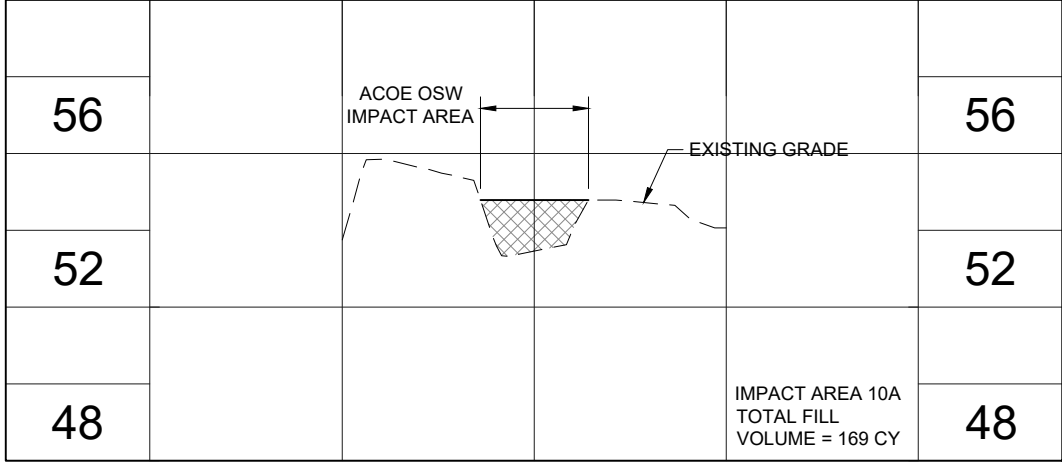 56
56
ACOE OSW
IMPACT AREA
EXISTING GRADE
52
52
IMPACT AREA 10A
TOTAL FILL
VOLUME = 169 CY
48
48